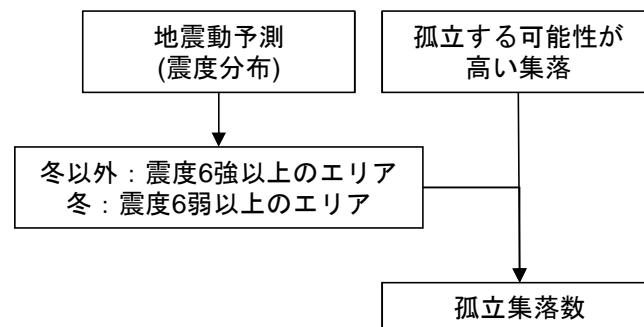 地震動予測
(震度分布)
孤立する可能性が
高い集落
冬以外：震度6強以上のエリア
冬：震度6弱以上のエリア
孤立集落数